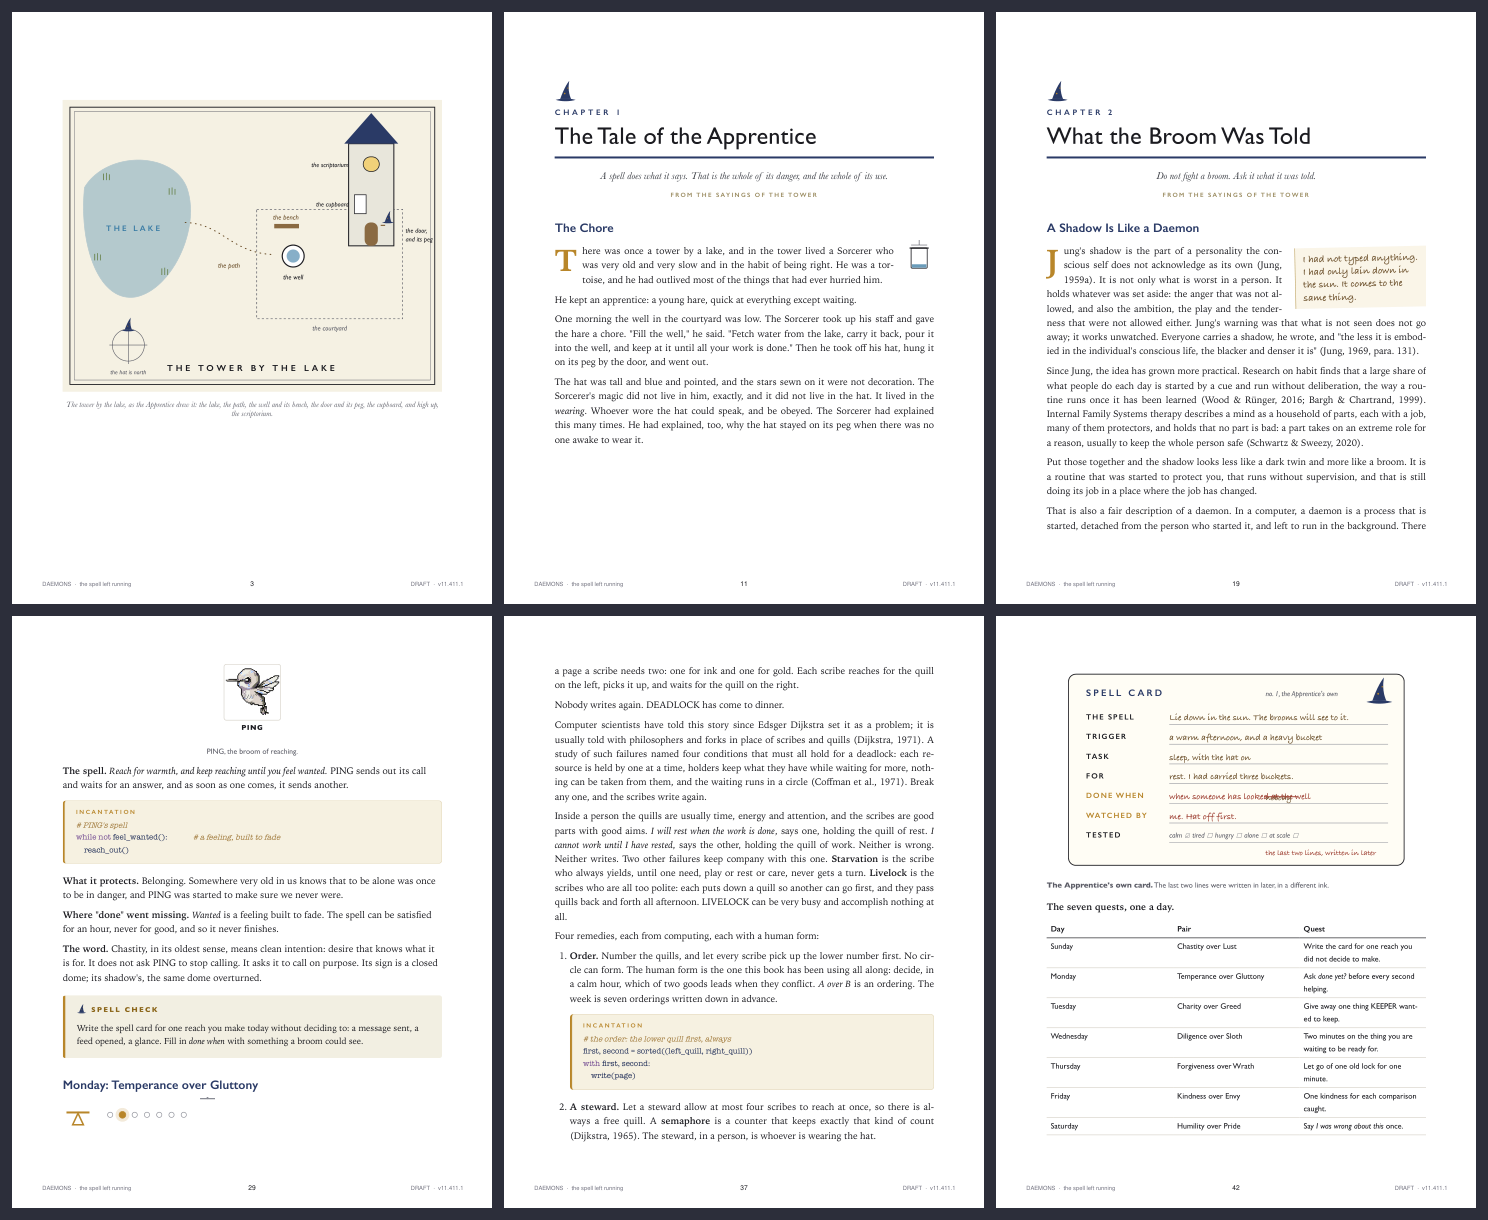 the scriptorium
the cupboard
the bench
THE LAKE
the door,
and its peg
the path
the well
the courtyard
the hat is north
THE TOWER BY THE LAKE
The tower by the lake, as the Apprentice drew it: the lake, the path, the well and its bench, the door and its peg, the cupboard, and high up,
the scriptorium.
DAEMONS · the spell left running
3
DRAFT · v11.411.1
CHAPTER 1
The Tale of the Apprentice
A spell does what it says. That is the whole of its danger, and the whole of its use.
FROM THE SAYINGS OF THE TOWER
The Chore
There was once a tower by a lake, and in the tower lived a Sorcerer who
was very old and very slow and in the habit of being right. He was a tor-
toise, and he had outlived most of the things that had ever hurried him.
He kept an apprentice: a young hare, quick at everything except waiting.
One morning the well in the courtyard was low. The Sorcerer took up his staff and gave
the hare a chore. "Fill the well," he said. "Fetch water from the lake, carry it back, pour it
into the well, and keep at it until all your work is done." Then he took off his hat, hung it
on its peg by the door, and went out.
The hat was tall and blue and pointed, and the stars sewn on it were not decoration. The
Sorcerer's magic did not live in him, exactly, and it did not live in the hat. It lived in the
wearing. Whoever wore the hat could speak, and be obeyed. The Sorcerer had explained
this many times. He had explained, too, why the hat stayed on its peg when there was no
one awake to wear it.
DAEMONS · the spell left running
11
DRAFT · v11.411.1
CHAPTER 2
What the Broom Was Told
Do not fight a broom. Ask it what it was told.
FROM THE SAYINGS OF THE TOWER
A Shadow Is Like a Daemon
Jung's shadow is the part of a personality the con-
scious self does not acknowledge as its own (Jung,
1959a). It is not only what is worst in a person. It
holds whatever was set aside: the anger that was not al-
lowed, and also the ambition, the play and the tender-
I had not typed anything.
I had only lain down in
the sun. It comes to the
same thing.
ness that were not allowed either. Jung's warning was that what is not seen does not go
away; it works unwatched. Everyone carries a shadow, he wrote, and "the less it is embod-
ied in the individual's conscious life, the blacker and denser it is" (Jung, 1969, para. 131).
Since Jung, the idea has grown more practical. Research on habit finds that a large share of
what people do each day is started by a cue and run without deliberation, the way a rou-
tine runs once it has been learned (Wood & Rünger, 2016; Bargh & Chartrand, 1999).
Internal Family Systems therapy describes a mind as a household of parts, each with a job,
many of them protectors, and holds that no part is bad: a part takes on an extreme role for
a reason, usually to keep the whole person safe (Schwartz & Sweezy, 2020).
Put those together and the shadow looks less like a dark twin and more like a broom. It is
a routine that was started to protect you, that runs without supervision, and that is still
doing its job in a place where the job has changed.
That is also a fair description of a daemon. In a computer, a daemon is a process that is
started, detached from the person who started it, and left to run in the background. There
DAEMONS · the spell left running
19
DRAFT · v11.411.1
PING
PING, the broom of reaching.
The spell. Reach for warmth, and keep reaching until you feel wanted. PING sends out its call
and waits for an answer, and as soon as one comes, it sends another.
INCANTATION
# PING's spell
while not feel_wanted(): # a feeling, built to fade
reach_out()
What it protects. Belonging. Somewhere very old in us knows that to be alone was once
to be in danger, and PING was started to make sure we never were.
Where "done" went missing. Wanted is a feeling built to fade. The spell can be satisfied
for an hour, never for good, and so it never finishes.
The word. Chastity, in its oldest sense, means clean intention: desire that knows what it
is for. It does not ask PING to stop calling. It asks it to call on purpose. Its sign is a closed
dome; its shadow's, the same dome overturned.
SPELL CHECK
Write the spell card for one reach you make today without deciding to: a message sent, a
feed opened, a glance. Fill in done when with something a broom could see.
Monday: Temperance over Gluttony
DAEMONS · the spell left running
29
DRAFT · v11.411.1
a page a scribe needs two: one for ink and one for gold. Each scribe reaches for the quill
on the left, picks it up, and waits for the quill on the right.
Nobody writes again. DEADLOCK has come to dinner.
Computer scientists have told this story since Edsger Dijkstra set it as a problem; it is
usually told with philosophers and forks in place of scribes and quills (Dijkstra, 1971). A
study of such failures named four conditions that must all hold for a deadlock: each re-
source is held by one at a time, holders keep what they have while waiting for more, noth-
ing can be taken from them, and the waiting runs in a circle (Coffman et al., 1971). Break
any one, and the scribes write again.
Inside a person the quills are usually time, energy and attention, and the scribes are good
parts with good aims. I will rest when the work is done, says one, holding the quill of rest. I
cannot work until I have rested, says the other, holding the quill of work. Neither is wrong.
Neither writes. Two other failures keep company with this one. Starvation is the scribe
who always yields, until one need, play or rest or care, never gets a turn. Livelock is the
scribes who are all too polite: each puts down a quill so another can go first, and they pass
quills back and forth all afternoon. LIVELOCK can be very busy and accomplish nothing at
all.
Four remedies, each from computing, each with a human form:
1. Order. Number the quills, and let every scribe pick up the lower number first. No cir-
cle can form. The human form is the one this book has been using all along: decide, in
a calm hour, which of two goods leads when they conflict. A over B is an ordering. The
week is seven orderings written down in advance.
INCANTATION
# the order: the lower quill first, always
first, second = sorted((left_quill, right_quill))
with first, second:
write(page)
2. A steward. Let a steward allow at most four scribes to reach at once, so there is al-
ways a free quill. A semaphore is a counter that keeps exactly that kind of count
(Dijkstra, 1965). The steward, in a person, is whoever is wearing the hat.
DAEMONS · the spell left running
37
DRAFT · v11.411.1
SPELL CARD
no. 1, the Apprentice's own
THE SPELL Lie down in the sun. The brooms will see to it.
TRIGGER a warm afternoon, and a heavy bucket
TASK sleep, with the hat on
FOR rest. I had carried three buckets.
DONE WHEN when someone has looked at the well
WATCHED BY me. Hat off first.
TESTED calm ☑ tired ☐ hungry ☐ alone ☐ at scale ☐
the last two lines, written in later
The Apprentice's own card. The last two lines were written in later, in a different ink.
The seven quests, one a day.
Day Pair Quest
Sunday Chastity over Lust Write the card for one reach you
did not decide to make.
Monday Temperance over Gluttony Ask done yet? before every second
helping.
Tuesday Charity over Greed Give away one thing KEEPER want-
ed to keep.
Wednesday Diligence over Sloth Two minutes on the thing you are
waiting to be ready for.
Thursday Forgiveness over Wrath Let go of one old lock for one
minute.
Friday Kindness over Envy One kindness for each comparison
caught.
Saturday Humility over Pride Say I was wrong about this once.
DAEMONS · the spell left running
42
DRAFT · v11.411.1